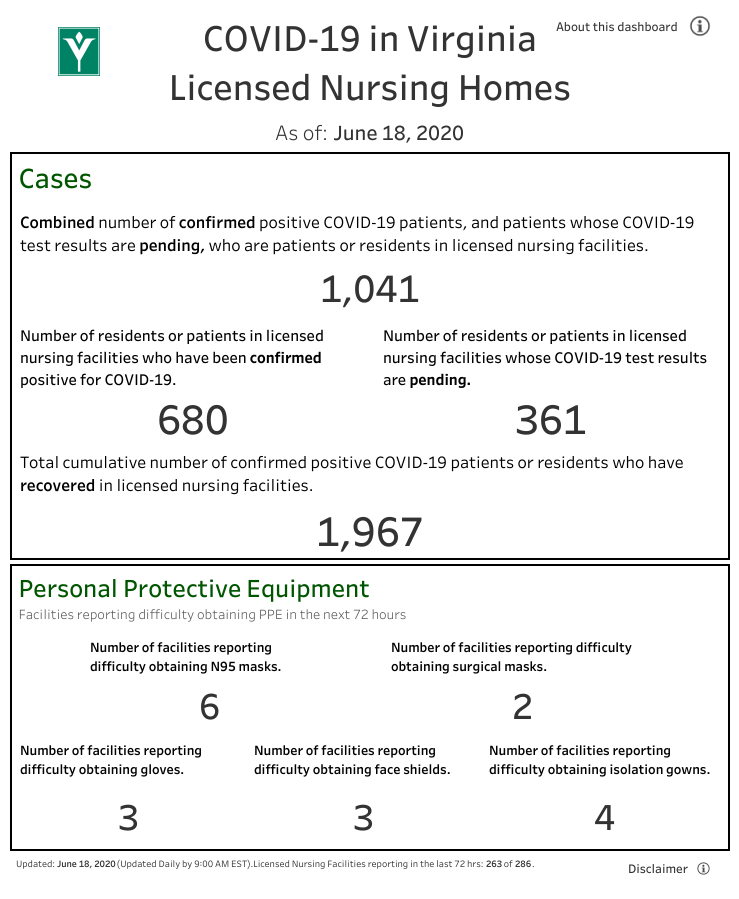 COVID-19 in Virginia
Licensed Nursing Homes
About this dashboard
As of: June 18, 2020
Cases
Combined number of confirmed positive COVID-19 patients, and patients whose COVID-19
test results are pending, who are patients or residents in licensed nursing facilities.
1,041
Number of residents or patients in licensed
nursing facilities who have been confirmed
positive for COVID-19.
680
Number of residents or patients in licensed
nursing facilities whose COVID-19 test results
are pending.
361
Total cumulative number of confirmed positive COVID-19 patients or residents who have
recovered in licensed nursing facilities.
1,967
Personal Protective Equipment
Facilities reporting difficulty obtaining PPE in the next 72 hours
Number of facilities reporting
difficulty obtaining N95 masks.
6
Number of facilities reporting difficulty
obtaining surgical masks.
2
Number of facilities reporting
difficulty obtaining gloves.
3
Number of facilities reporting
difficulty obtaining face shields.
3
Number of facilities reporting
difficulty obtaining isolation gowns.
4
Updated: June 18, 2020 (Updated Daily by 9:00 AM EST). Licensed Nursing Facilities reporting in the last 72 hrs: 263 of 286.
Disclaimer